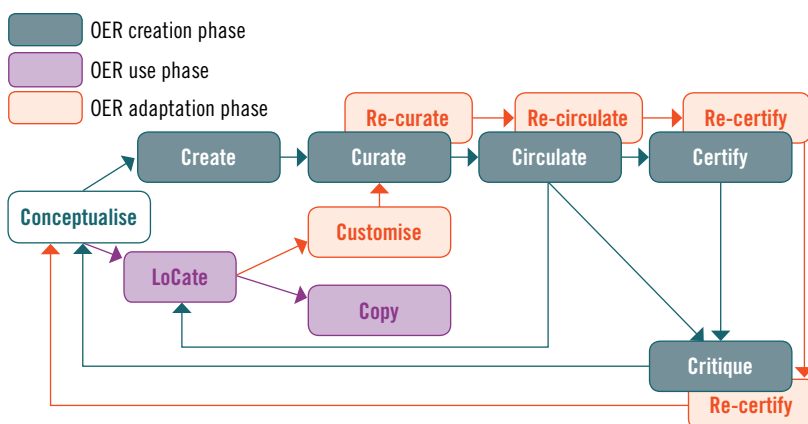 OER creation phase
OER use phase
OER adaptation phase
Re-curate
Re-circulate
Re-certify
Create
Curate
Circulate
Certify
Conceptualise
Customise
LoCate
Copy
Critique
Re-certify